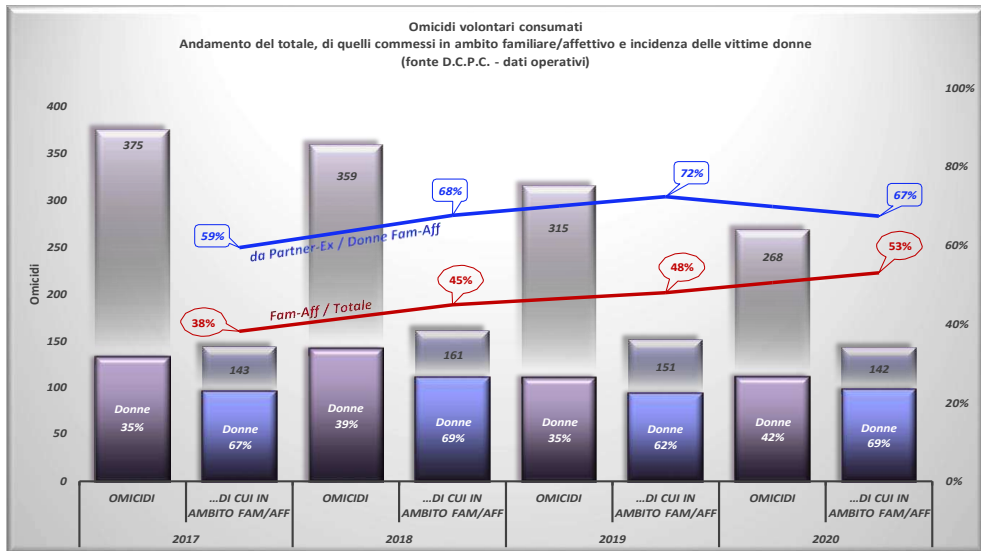 Omicidi volontari consumati
Andamento del totale, di quelli commessi in ambito familiare/affettivo e incidenza delle vittime donne
(fonte D.C.P.C. - dati operativi)
100%
400
375
350
359
80%
72%
68%
67%
300
315
59%
da Partner-Ex / Donne Fam-Aff
250
268
60%
53%
Omicidi
48%
45%
200
Fam-Aff / Totale
38%
40%
150
143
161
151
142
100
Donne
35%
Donne
67%
Donne
39%
Donne
69%
Donne
35%
Donne
62%
Donne
42%
Donne
69%
20%
50
0
0%
OMICIDI
...DI CUI IN
AMBITO FAM/AFF
OMICIDI
...DI CUI IN
AMBITO FAM/AFF
OMICIDI
...DI CUI IN
AMBITO FAM/AFF
OMICIDI
...DI CUI IN
AMBITO FAM/AFF
2017
2018
2019
2020